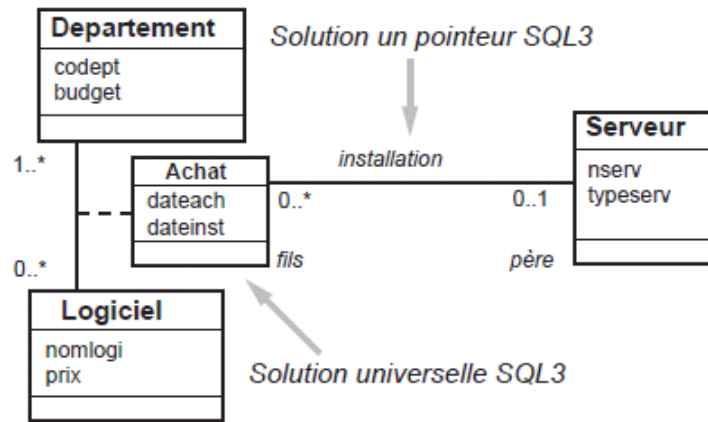 Departement
codept
budget
Solution un pointeur SQL3
1..*
Achat
dateach
dateinst
installation
0..*
0..1
fils
père
Serveur
nserv
typeserv
0..*
Logiciel
nomlogi
prix
Solution universelle SQL3